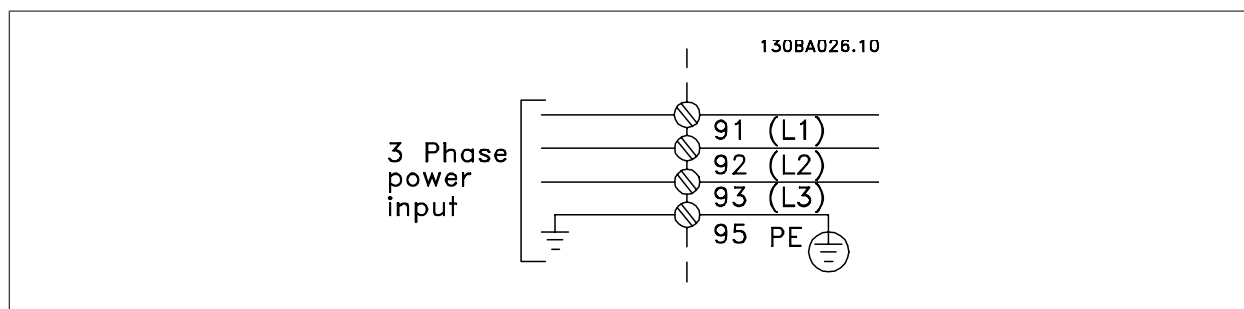 130BA026.10
3 Phase
power
input
91 (L1)
92 (L2)
93 (L3)
95 PE